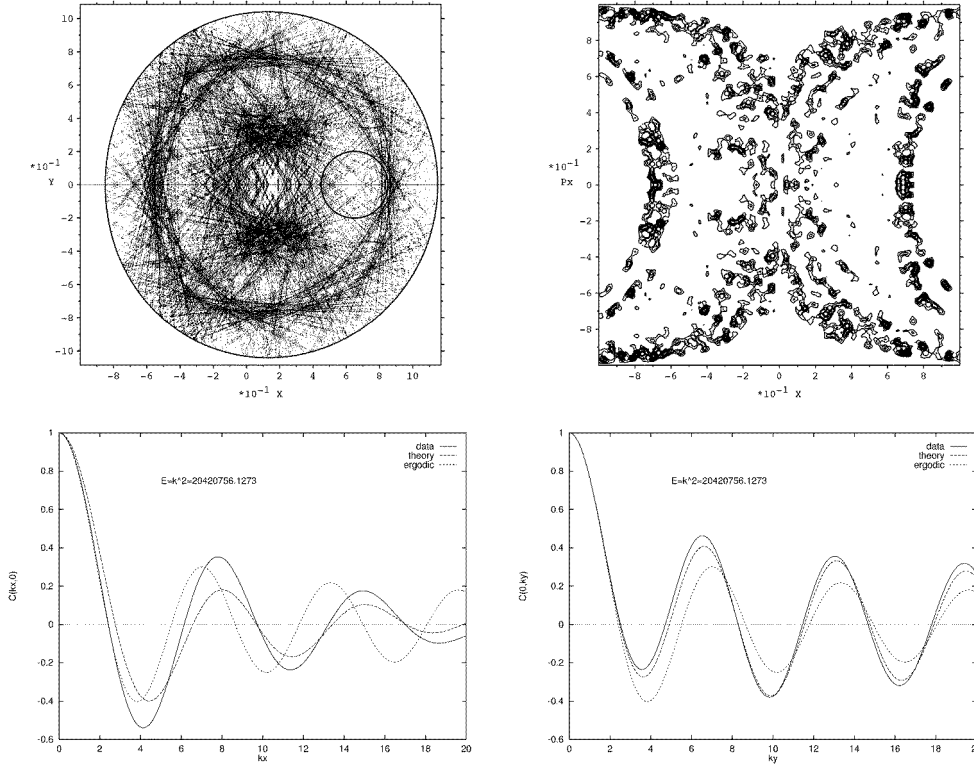 10
8
6
4
2
*10⁻¹
Y
0
-2
-4
-6
-8
-10
-8 -6 -4 -2 0 2 4 6 8 10
*10⁻¹ X
8
6
4
2
*10⁻¹
Px
0
-2
-4
-6
-8
-8 -6 -4 -2 0 2 4 6 8
*10⁻¹ X
1
0.8
0.6
0.4
0.2
0
-0.2
-0.4
-0.6
C(kx,0)
data
theory
ergodic
E=k^2=20420756.1273
0 2 4 6 8 10 12 14 16 18 20
kx
1
0.8
0.6
0.4
0.2
0
-0.2
-0.4
-0.6
C(0,ky)
data
theory
ergodic
E=k^2=20420756.1273
0 2 4 6 8 10 12 14 16 18 20
ky